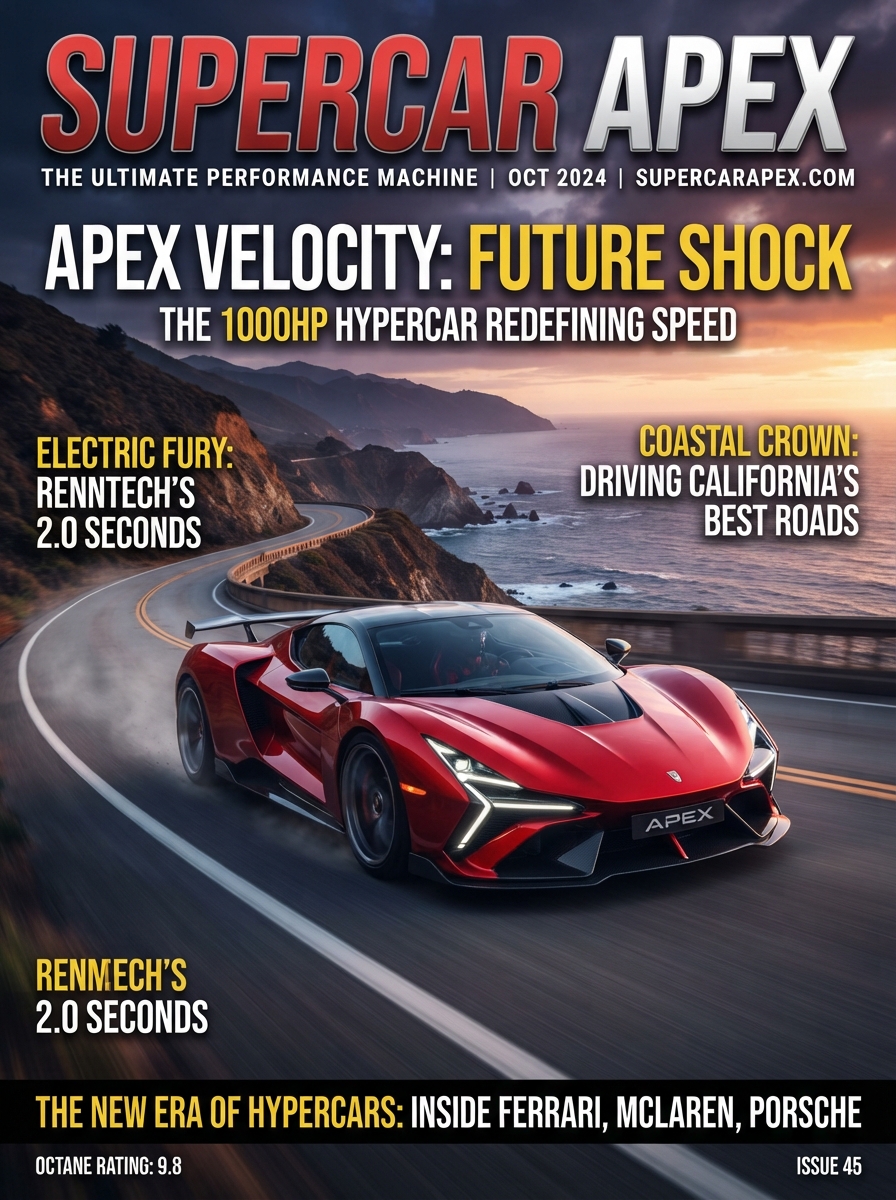 SUPERCAR APEX
THE ULTIMATE PERFORMANCE MACHINE | OCT 2024 | SUPERCARAPEX.COM
APEX VELOCITY: FUTURE SHOCK
THE 1000HP HYPERCAR REDEFINING SPEED
ELECTRIC FURY:
RENNTECH'S
2.0 SECONDS
COASTAL CROWN:
DRIVING CALIFORNIA'S
BEST ROADS
APEX
RENMECH'S
2.0 SECONDS
THE NEW ERA OF HYPERCARS: INSIDE FERRARI, MCLAREN, PORSCHE
OCTANE RATING: 9.8
ISSUE 45